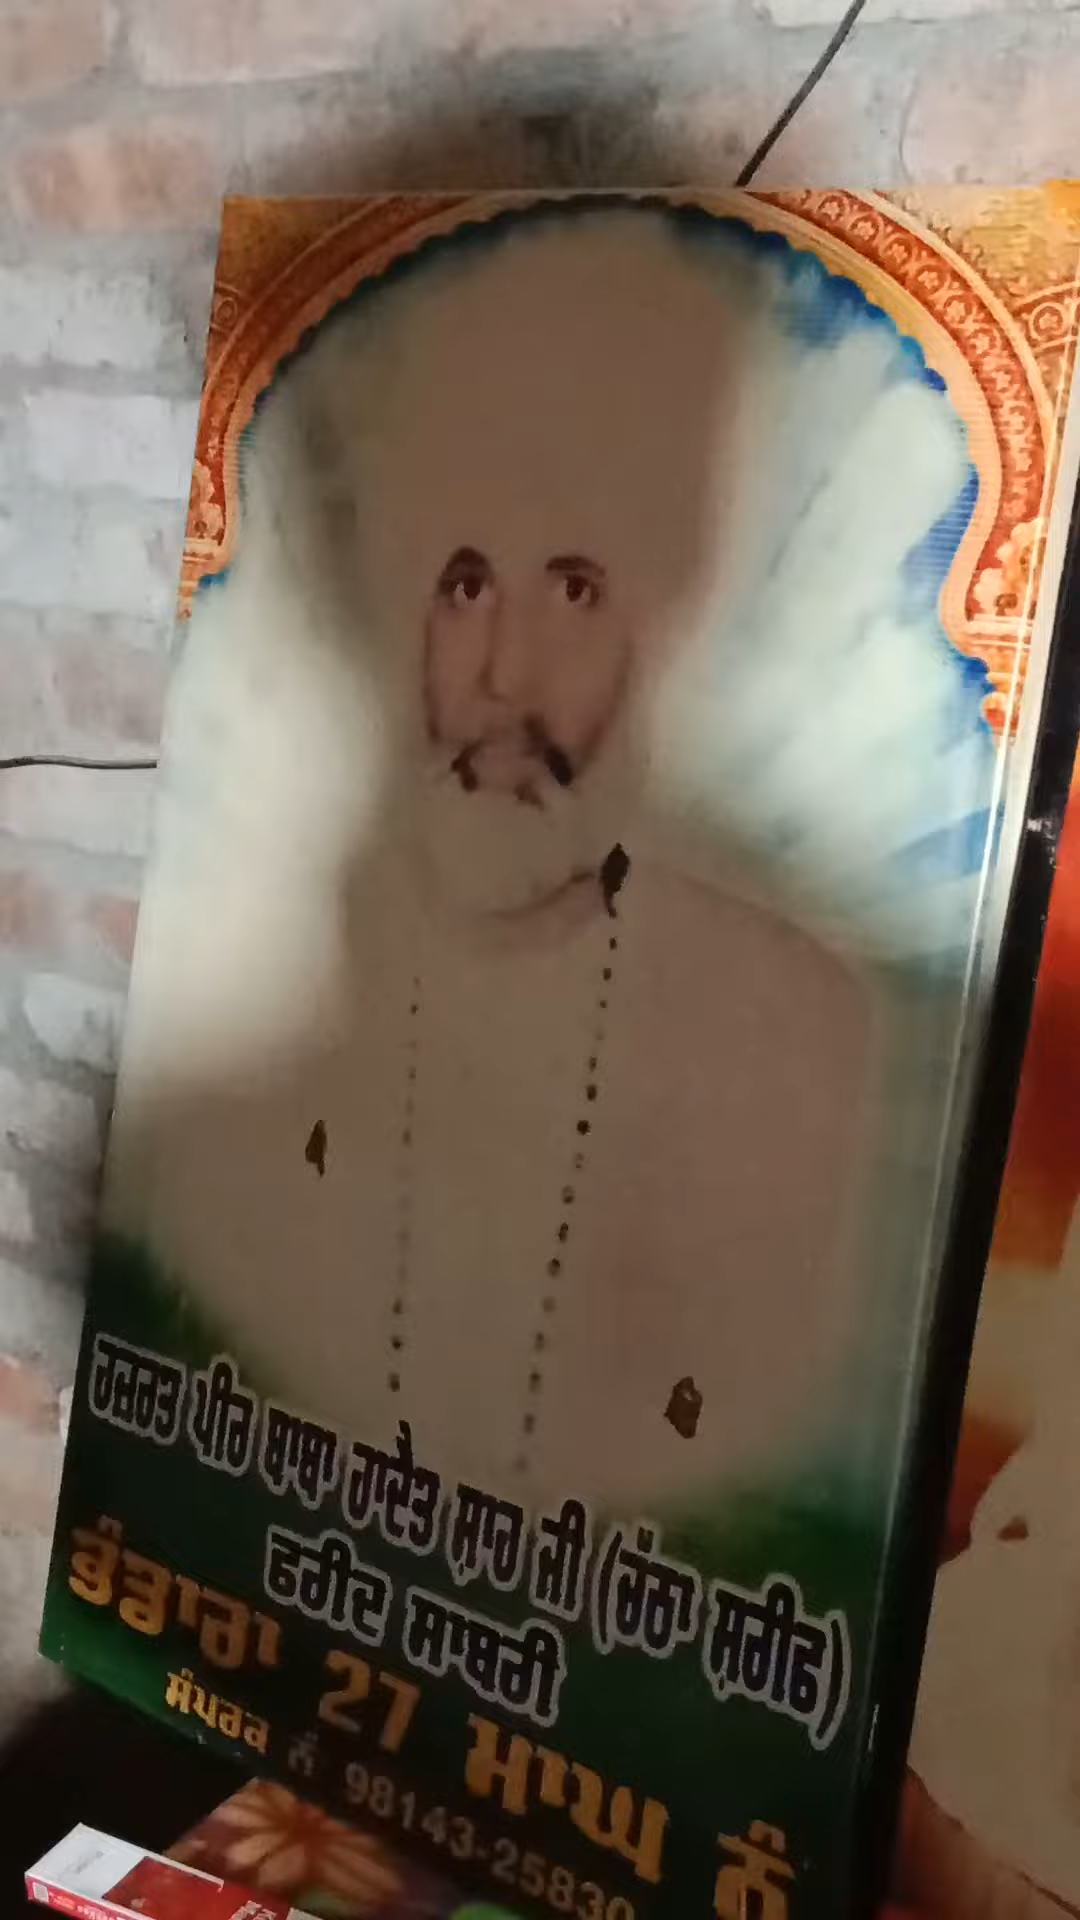 ਹਜ਼ਰਤ ਪੀਰ ਬਾਬਾ ਹਾਦੈਤ ਸ਼ਾਹ ਜੀ (ਚੱਠਾ ਸ਼ਰੀਫ)
ਫਰੀਦ ਸਾਬਰੀ
ਭੰਡਾਰਾ 27 ਮਾਘ ਨੂੰ
ਸੰਪਰਕ ਨੰ 98143-25830